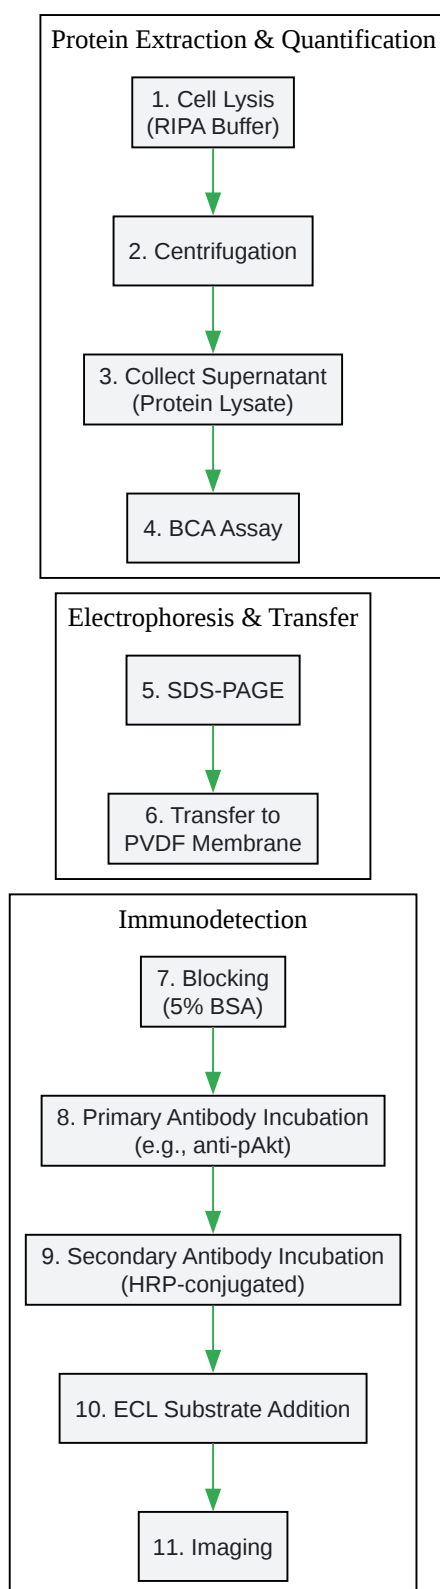 Protein Extraction & Quantification
1. Cell Lysis
(RIPA Buffer)
2. Centrifugation
3. Collect Supernatant
(Protein Lysate)
4. BCA Assay
Electrophoresis & Transfer
5. SDS-PAGE
6. Transfer to
PVDF Membrane
Immunodetection
7. Blocking
(5% BSA)
8. Primary Antibody Incubation
(e.g., anti-pAkt)
9. Secondary Antibody Incubation
(HRP-conjugated)
10. ECL Substrate Addition
11. Imaging